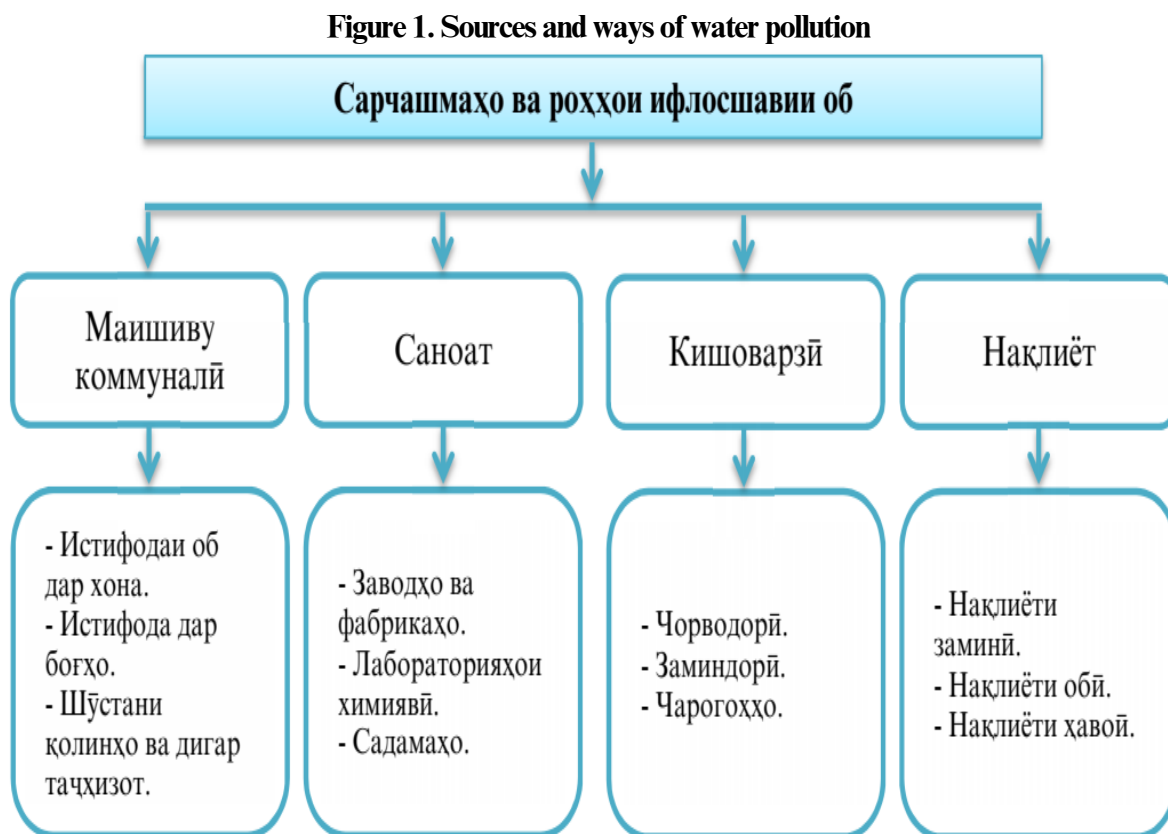 Figure 1. Sources and ways of water pollution
Сарчашмаҳо ва роҳҳои ифлосшавии об
Маишиву
коммуналӣ
Саноат
Кишоварзӣ
Нақлиёт
- Истифодаи об
дар хона.
- Истифода дар
боғҳо.
- Шӯстани
қолинҳо ва дигар
таҷҳизот.
- Заводҳо ва
фабрикаҳо.
- Лабораторияҳои
химиявӣ.
- Садамаҳо.
- Чорводорӣ.
- Заминдорӣ.
- Чарогоҳҳо.
- Нақлиёти
заминӣ.
- Нақлиёти обӣ.
- Нақлиёти ҳавоӣ.